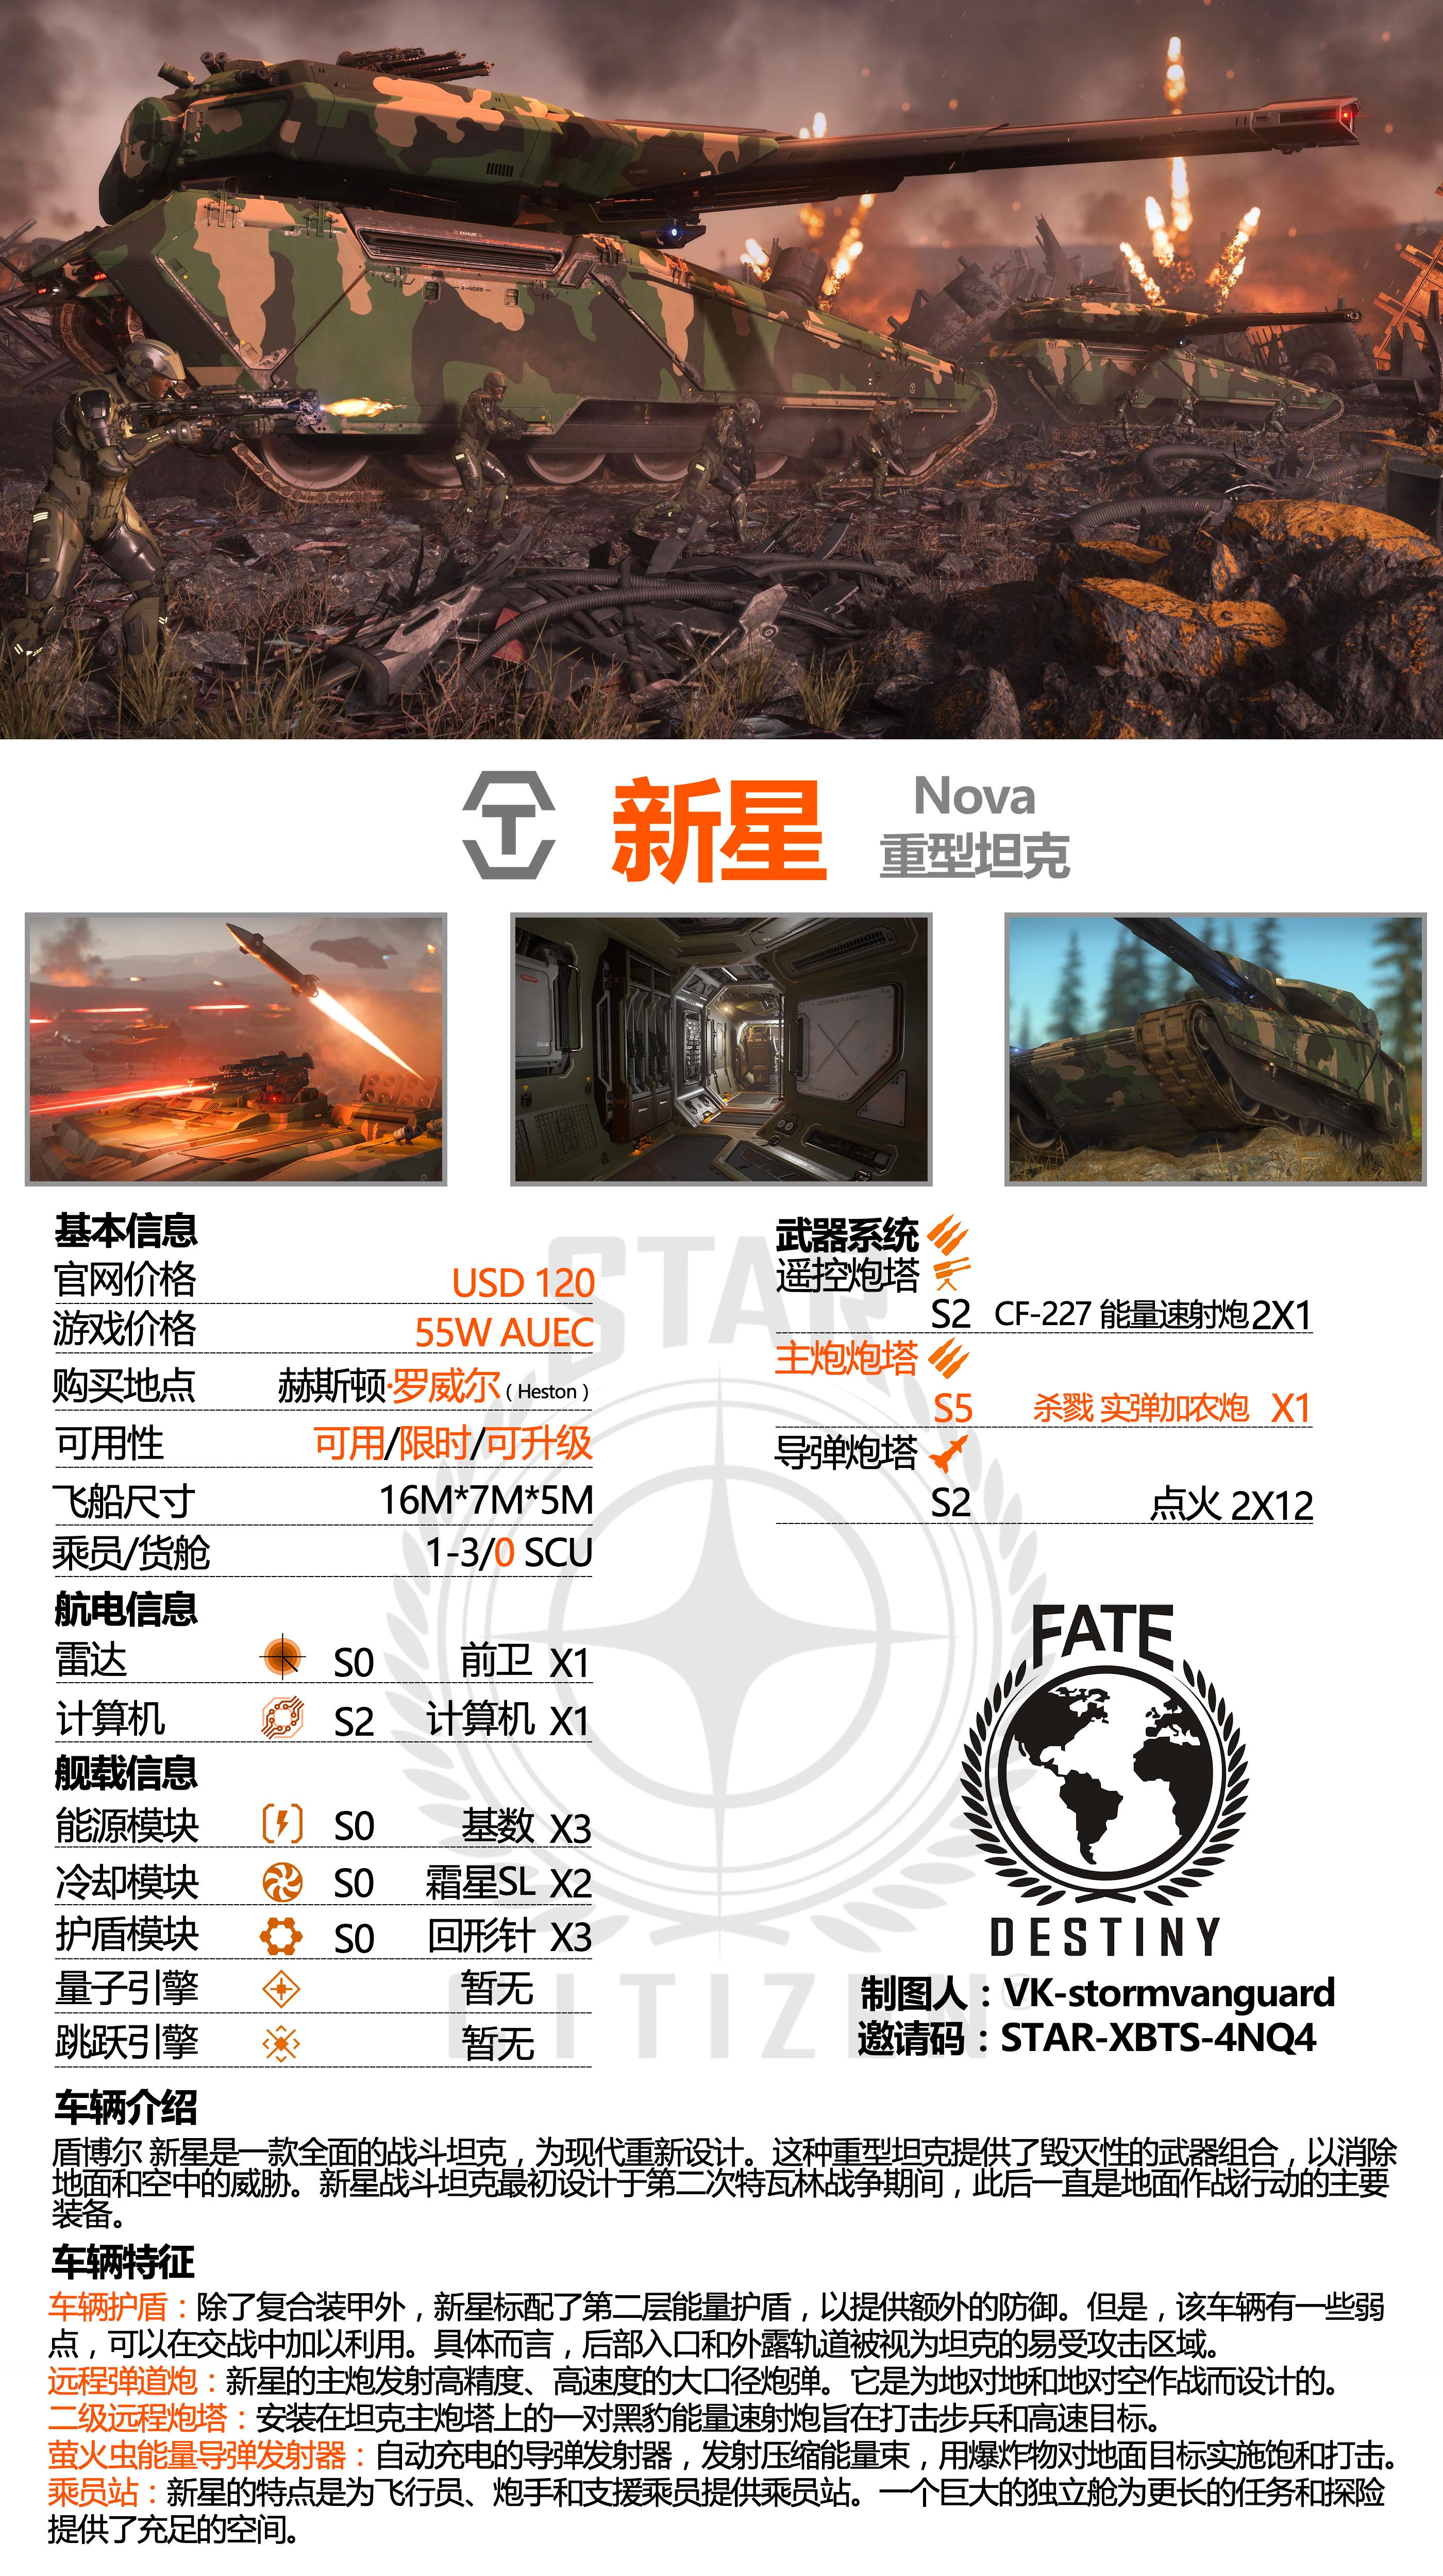 新星
Nova
重型坦克
基本信息
官网价格 USD 120
游戏价格 55W AUEC
购买地点 赫斯顿·罗威尔（Heston）
可用性 可用/限时/可升级
飞船尺寸 16M*7M*5M
乘员/货舱 1-3/0 SCU
航电信息
雷达 S0 前卫 X1
计算机 S2 计算机 X1
舰载信息
能源模块 S0 基数 X3
冷却模块 S0 霜星SL X2
护盾模块 S0 回形针 X3
量子引擎 暂无
跳跃引擎 暂无
武器系统
遥控炮塔
S2 CF-227 能量速射炮 2X1
主炮炮塔
S5 杀戮 实弹加农炮 X1
导弹炮塔
S2 点火 2X12
STAR
CITIZEN
FATE
DESTINY
制图人：VK-stormvanguard
邀请码：STAR-XBTS-4NQ4
车辆介绍
盾博尔 新星是一款全面的战斗坦克，为现代重新设计。这种重型坦克提供了毁灭性的武器组合，以消除
地面和空中的威胁。新星战斗坦克最初设计于第二次特瓦林战争期间，此后一直是地面作战行动的主要
装备。
车辆特征
车辆护盾：除了复合装甲外，新星标配了第二层能量护盾，以提供额外的防御。但是，该车辆有一些弱
点，可以在交战中加以利用。具体而言，后部入口和外露轨道被视为坦克的易受攻击区域。
远程弹道炮：新星的主炮发射高精度、高速度的大口径炮弹。它是为地对地和地对空作战而设计的。
二级远程炮塔：安装在坦克主炮塔上的一对黑豹能量速射炮旨在打击步兵和高速目标。
萤火虫能量导弹发射器：自动充电的导弹发射器，发射压缩能量束，用爆炸物对地面目标实施饱和打击。
乘员站：新星的特点是为飞行员、炮手和支援乘员提供乘员站。一个巨大的独立舱为更长的任务和探险
提供了充足的空间。